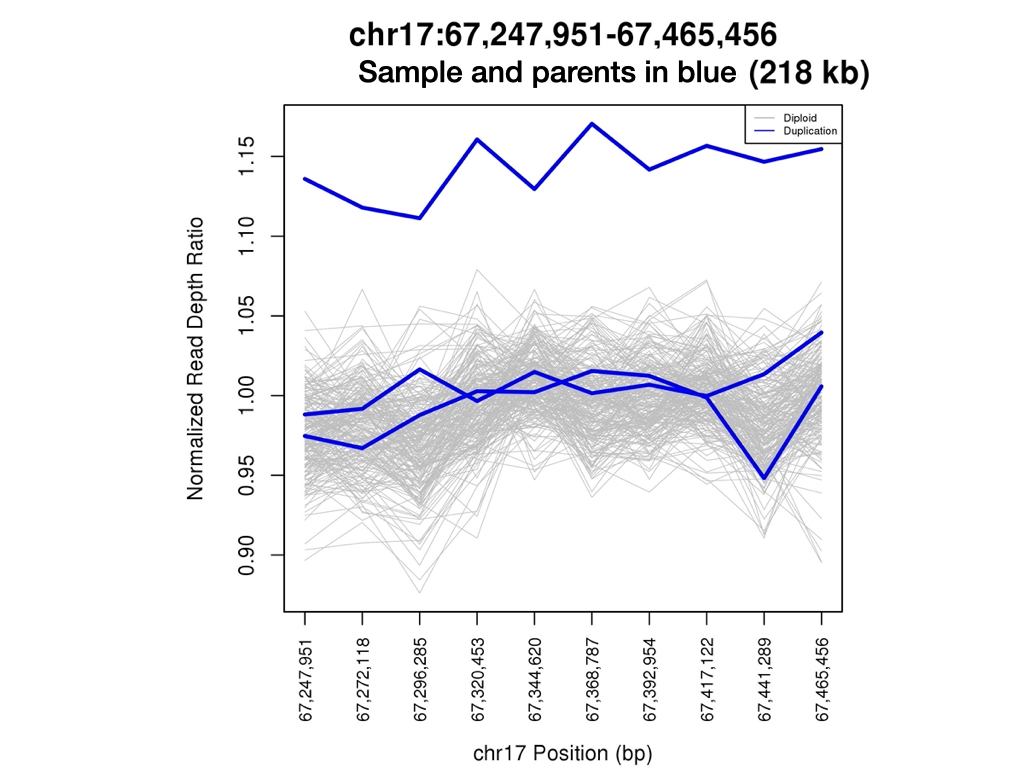 chr17:67,247,951-67,465,456
Sample and parents in blue (218 kb)
Diploid
Duplication
Normalized Read Depth Ratio
1.15
1.10
1.05
1.00
0.95
0.90
67,247,951
67,272,118
67,296,285
67,320,453
67,344,620
67,368,787
67,392,954
67,417,122
67,441,289
67,465,456
chr17 Position (bp)